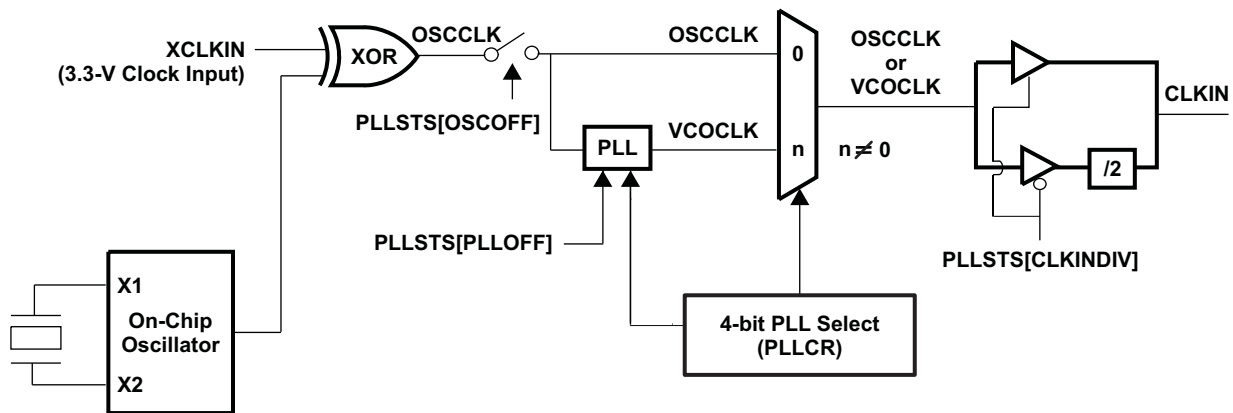 XCLKIN
(3.3-V Clock Input)
XOR
OSCCLK
PLLSTS[OSCOFF]
OSCCLK
0
OSCCLK
or
VCOCLK
CLKIN
PLL
VCOCLK
n
n ≠ 0
/2
PLLSTS[PLLOFF]
PLLSTS[CLKINDIV]
X1
On-Chip
Oscillator
X2
4-bit PLL Select
(PLLCR)